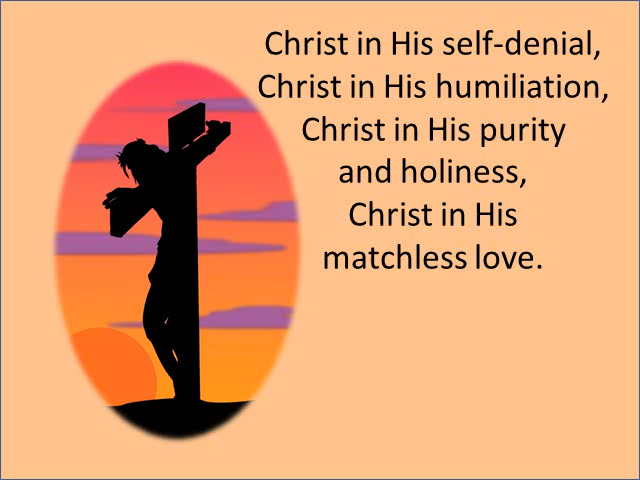 Christ in His self-denial,
Christ in His humiliation,
Christ in His purity
and holiness,
Christ in His
matchless love.